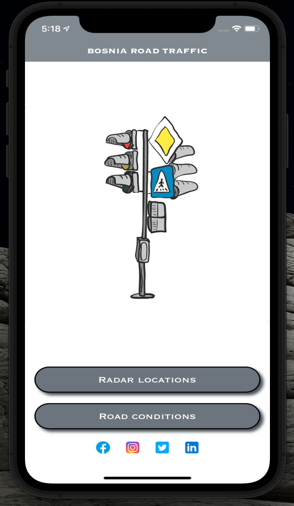 5:18
BOSNIA ROAD TRAFFIC
RADAR LOCATIONS
ROAD CONDITIONS